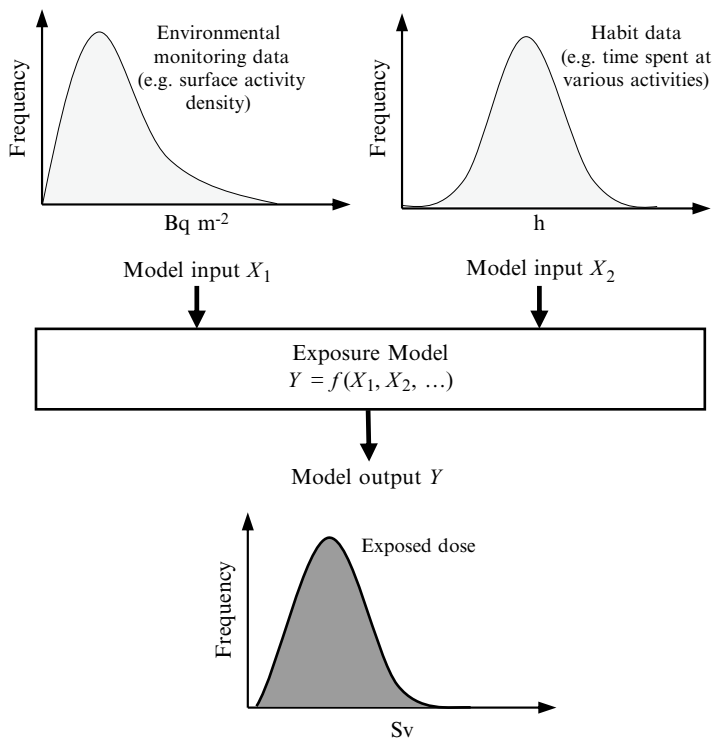 Environmental
monitoring data
(e.g. surface activity
density)
Frequency
Bq m-2
Habit data
(e.g. time spent at
various activities)
Frequency
h
Model input X1
Model input X2
Exposure Model
Y = f(X1, X2, …)
Model output Y
Exposed dose
Frequency
Sv